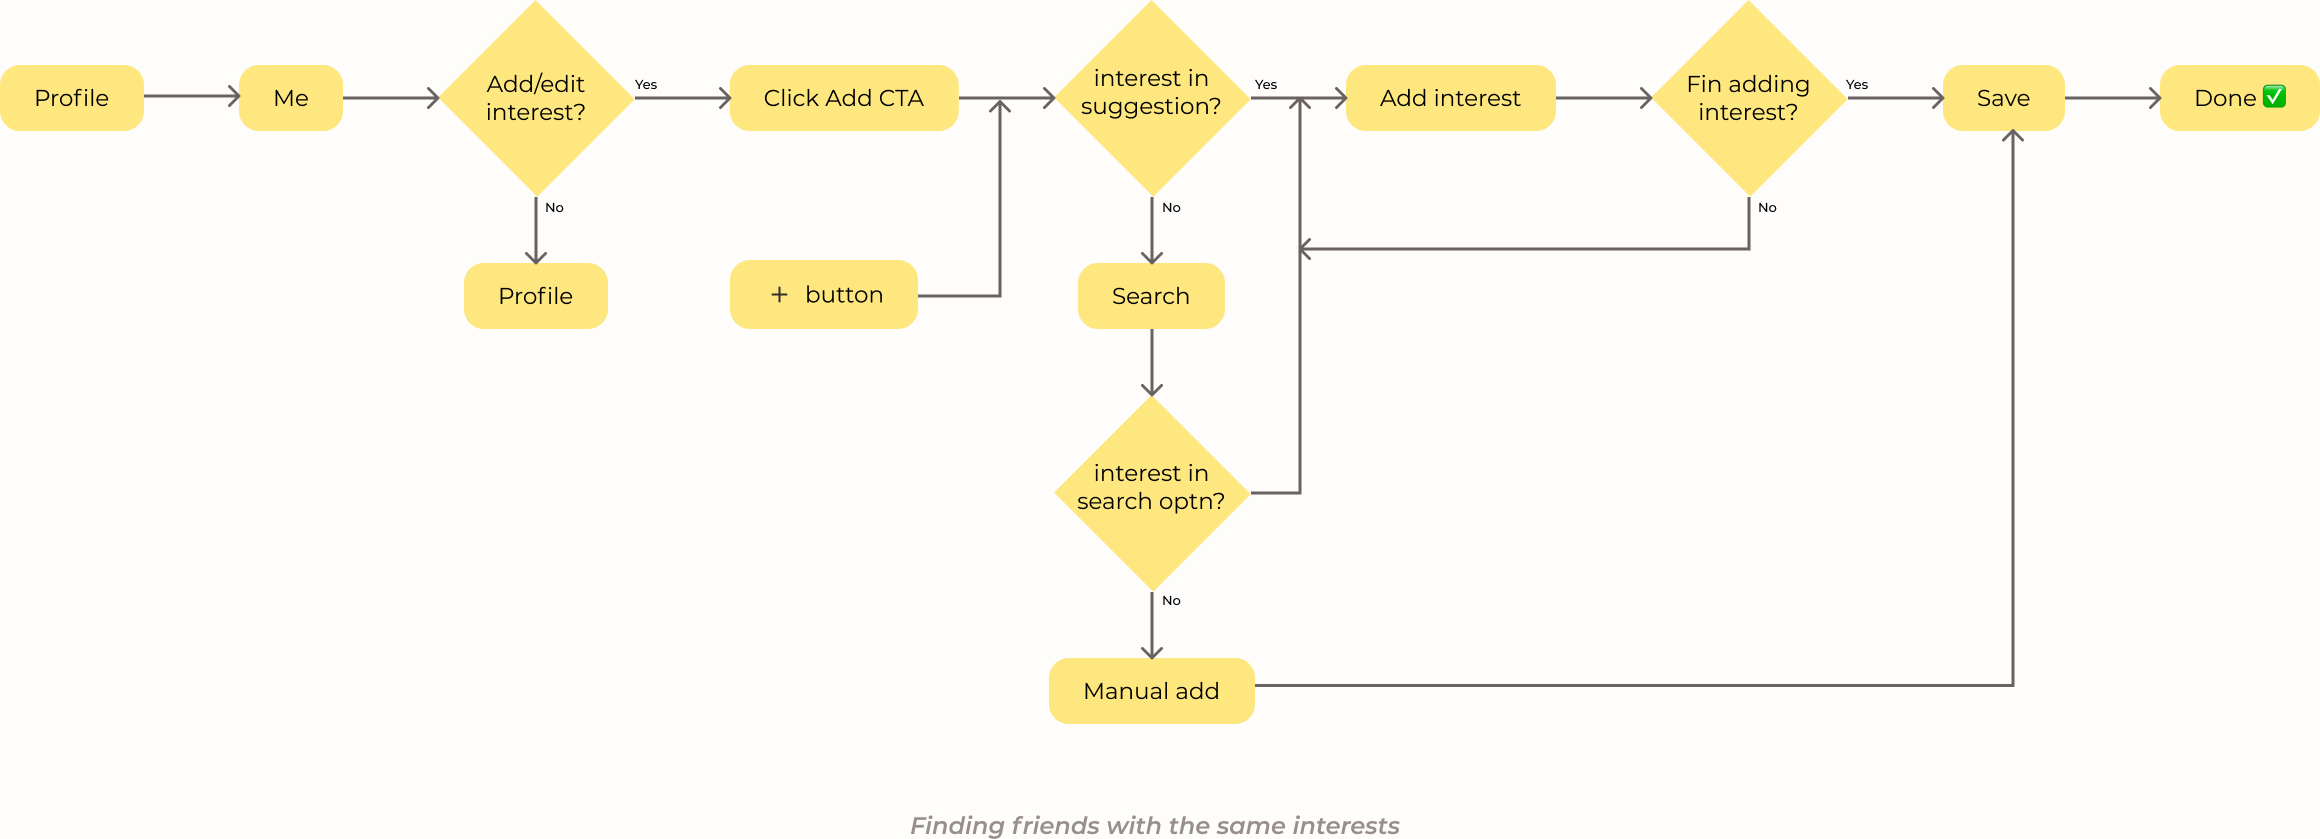 Profile
Me
Add/edit
interest?
Yes
Click Add CTA
interest in
suggestion?
Yes
Add interest
Fin adding
interest?
Yes
Save
Done ✅
No
No
No
Profile
+ button
Search
interest in
search optn?
No
Manual add
Finding friends with the same interests